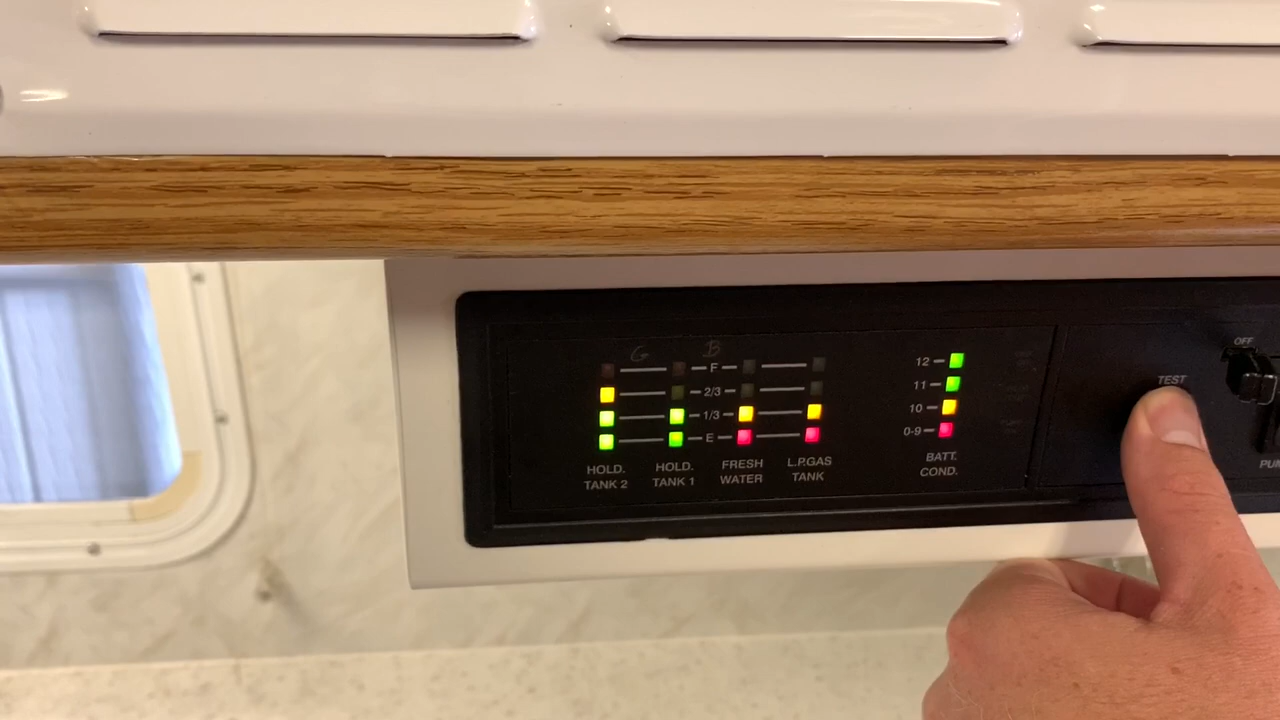 G B
F
2/3
1/3
E
HOLD. TANK 2
HOLD. TANK 1
FRESH WATER
L.P.GAS TANK
12
11
10
0-9
BATT. COND.
TEST
OFF